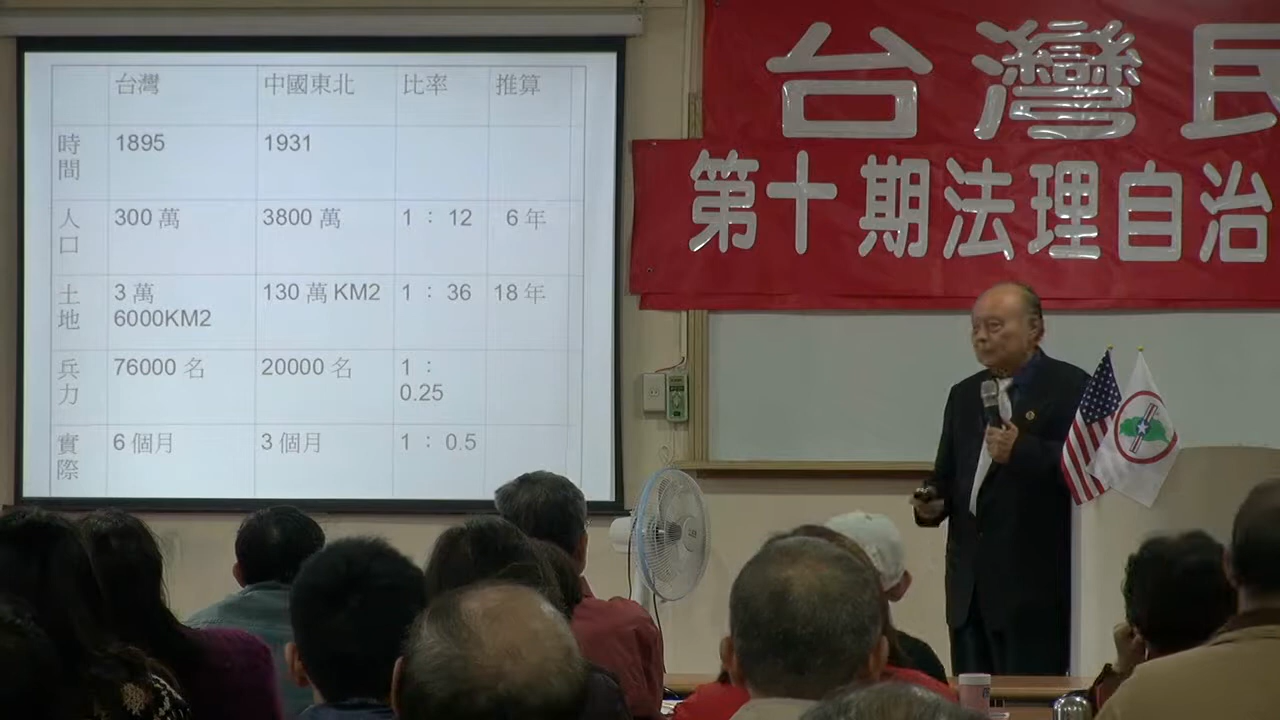 台灣 中國東北 比率 推算
時間 1895 1931
人口 300 萬 3800 萬 1 : 12 6 年
土地 3 萬 6000KM2 130 萬 KM2 1 : 36 18 年
兵力 76000 名 20000 名 1 : 0.25
實際 6 個月 3 個月 1 : 0.5
台灣民
第十期法理自治